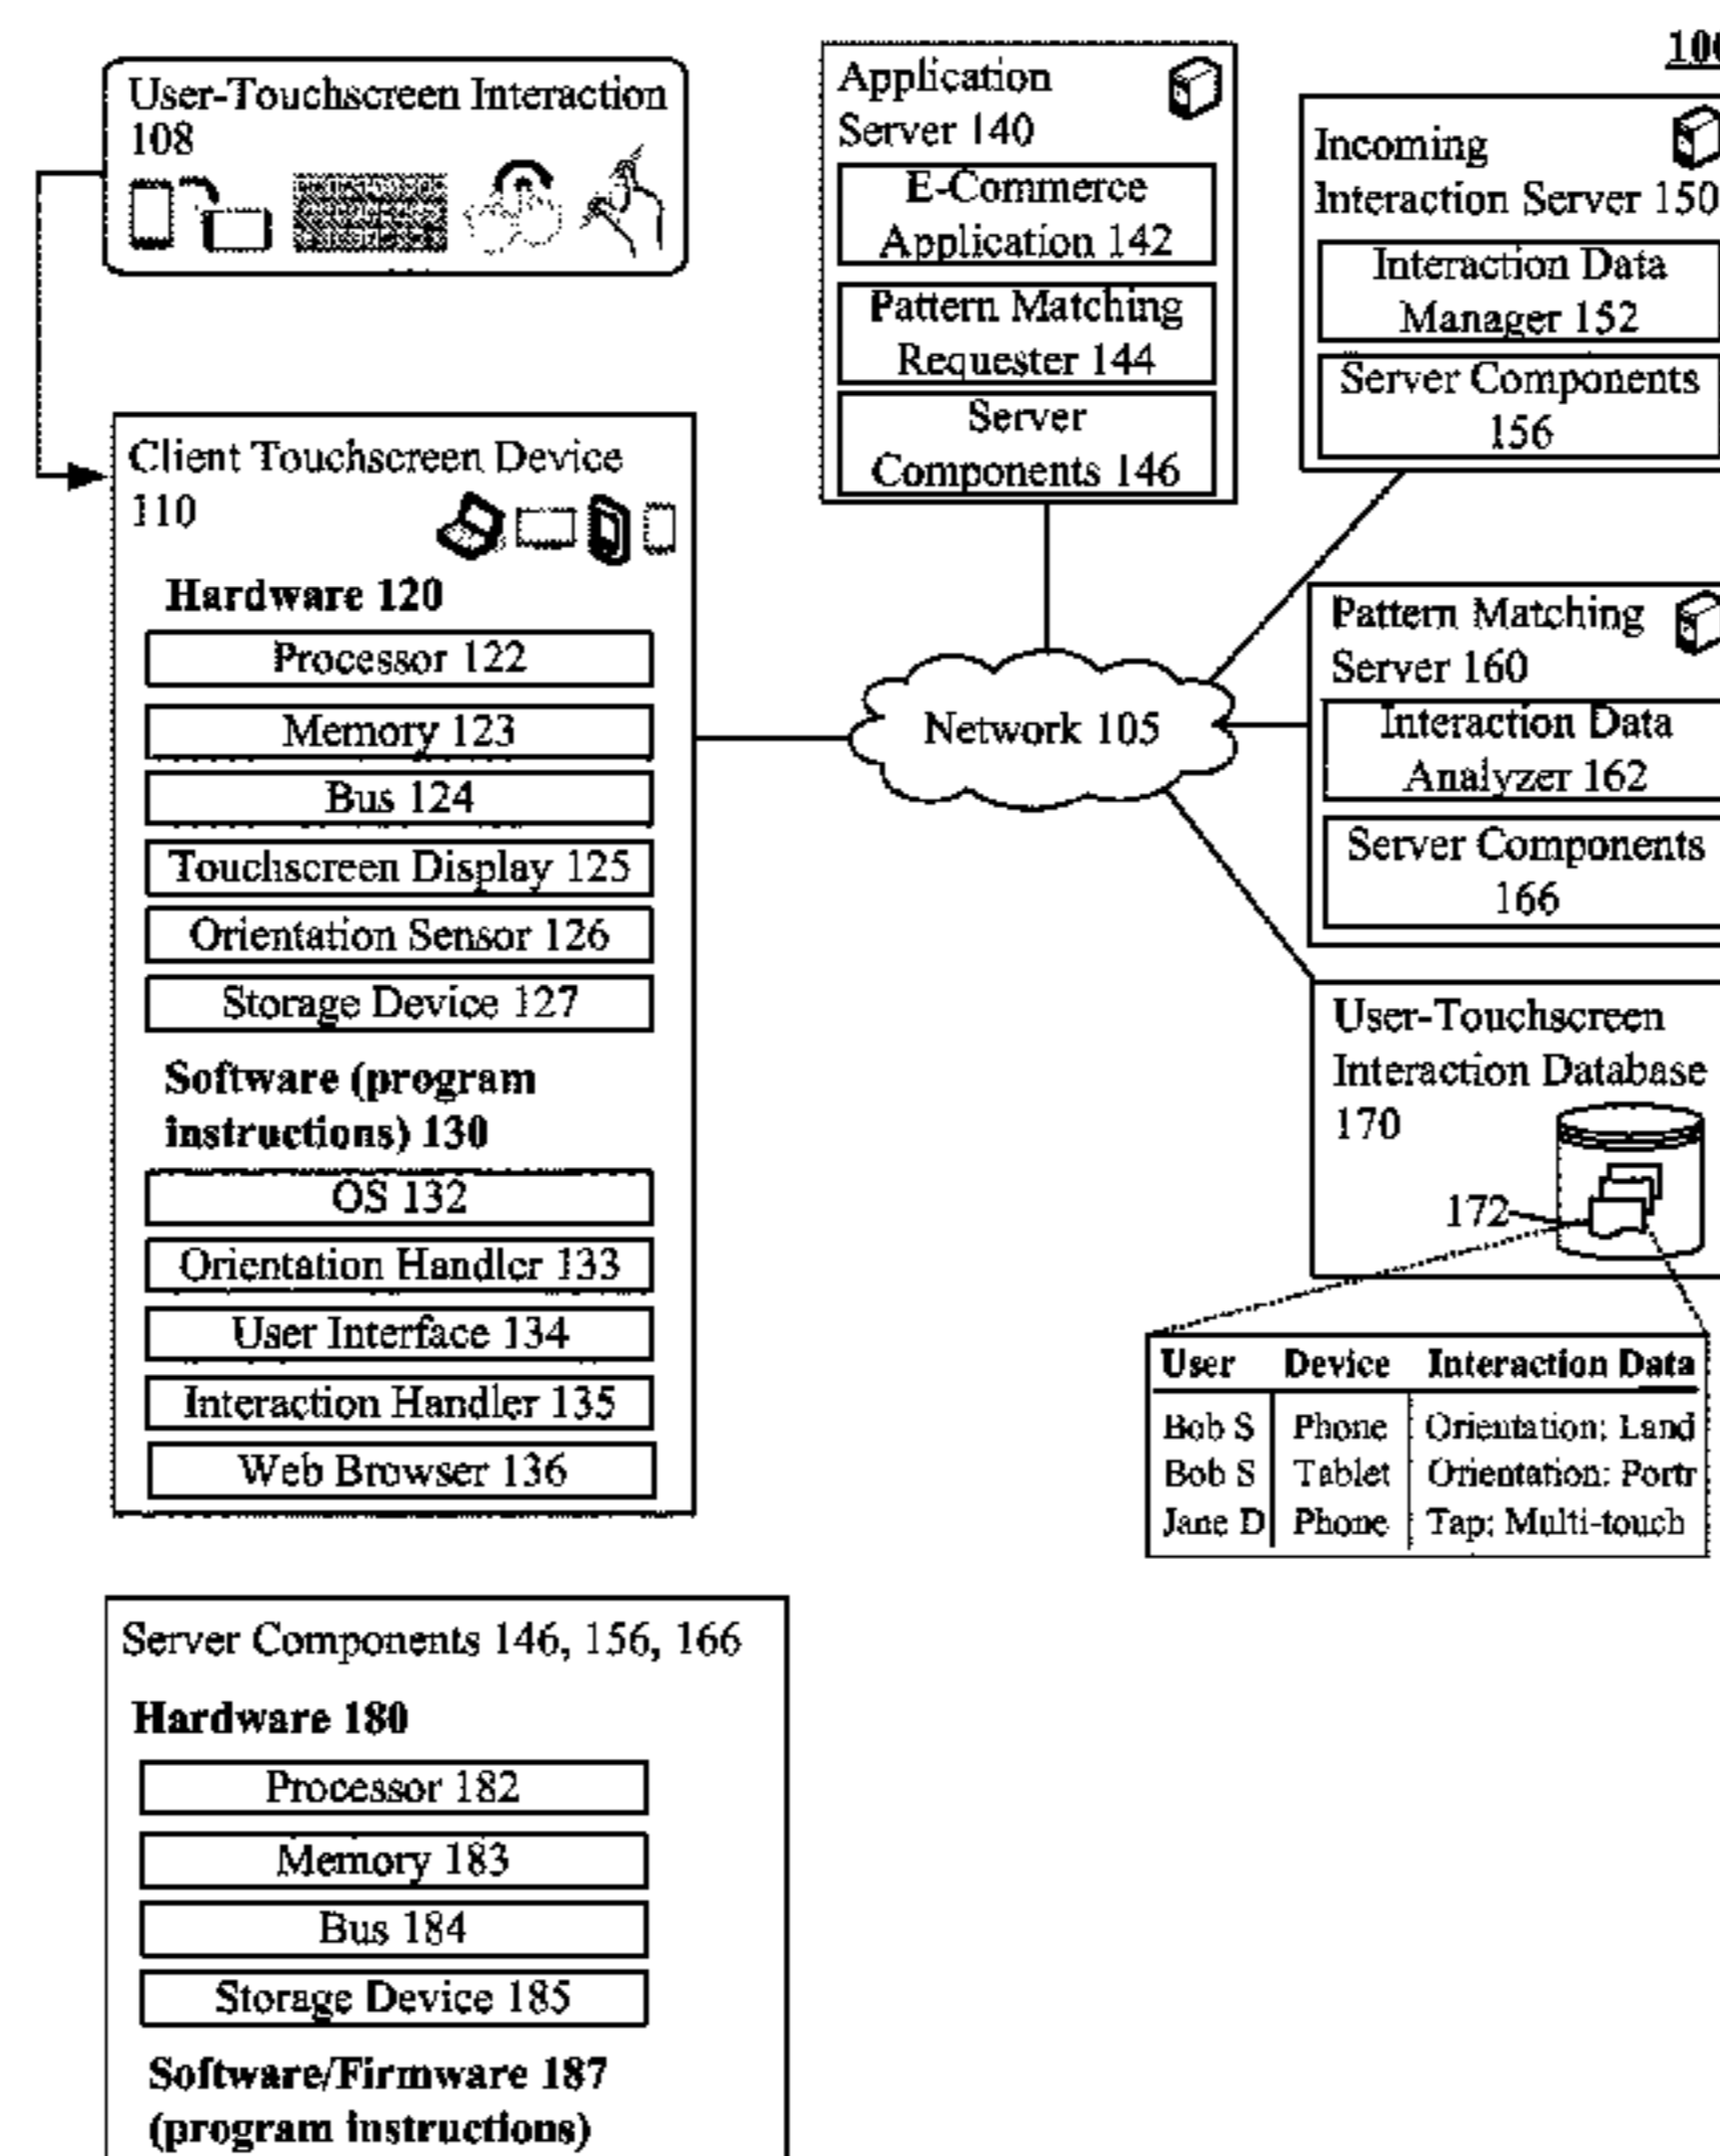 100
User-Touchscreen Interaction
108
Application
Server 140
E-Commerce
Application 142
Pattern Matching
Requester 144
Server
Components 146
Incoming
Interaction Server 150
Interaction Data
Manager 152
Server Components
156
Client Touchscreen Device
110
Hardware 120
Processor 122
Memory 123
Bus 124
Touchscreen Display 125
Orientation Sensor 126
Storage Device 127
Software (program
instructions) 130
OS 132
Orientation Handler 133
User Interface 134
Interaction Handler 135
Web Browser 136
Network 105
Pattern Matching
Server 160
Interaction Data
Analyzer 162
Server Components
166
User-Touchscreen
Interaction Database
170
172
User Device Interaction Data
Bob S Phone Orientation: Land
Bob S Tablet Orientation: Portr
Jane D Phone Tap: Multi-touch
Server Components 146, 156, 166
Hardware 180
Processor 182
Memory 183
Bus 184
Storage Device 185
Software/Firmware 187
(program instructions)